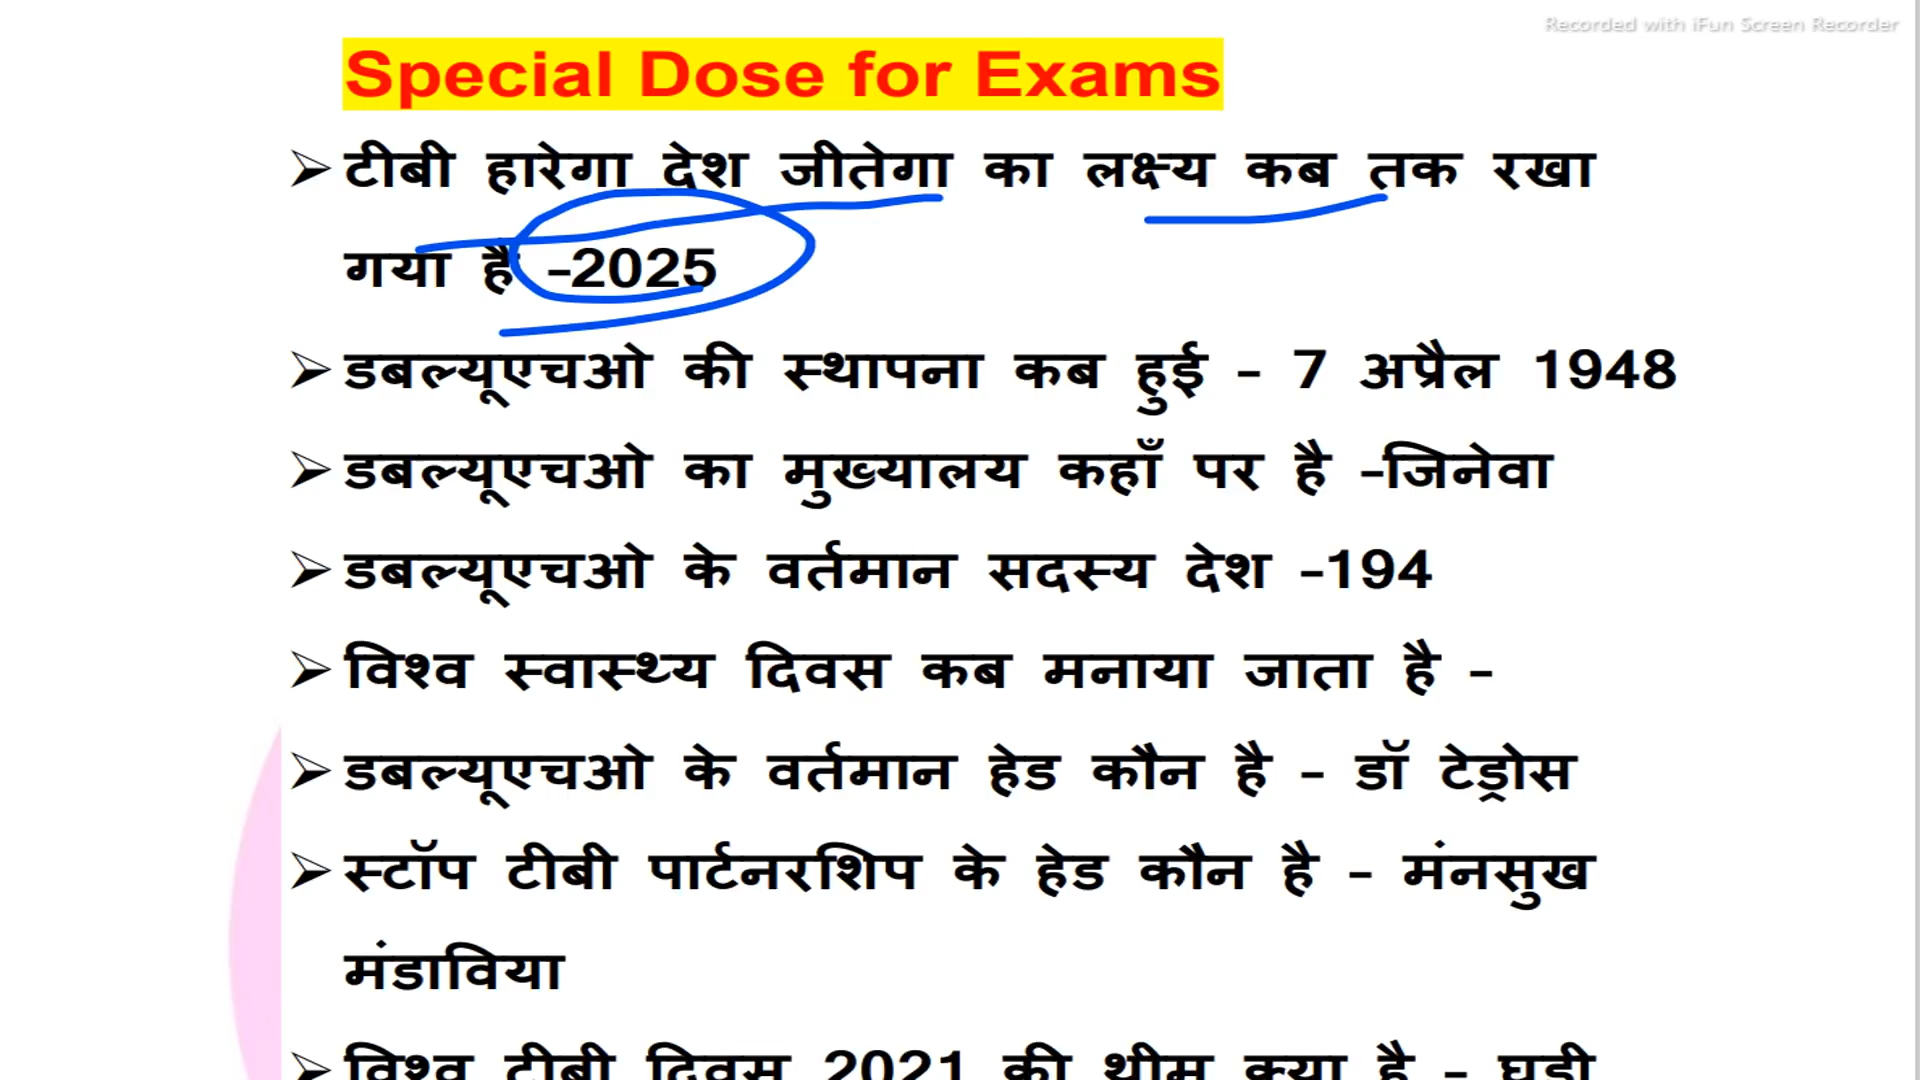 Recorded with iFun Screen Recorder
Special Dose for Exams
➢ टीबी हारेगा देश जीतेगा का लक्ष्य कब तक रखा
गया है -2025
➢ डबल्यूएचओ की स्थापना कब हुई - 7 अप्रैल 1948
➢ डबल्यूएचओ का मुख्यालय कहाँ पर है -जिनेवा
➢ डबल्यूएचओ के वर्तमान सदस्य देश -194
➢ विश्व स्वास्थ्य दिवस कब मनाया जाता है -
➢ डबल्यूएचओ के वर्तमान हेड कौन है - डॉ टेड्रोस
➢ स्टॉप टीबी पार्टनरशिप के हेड कौन है - मंनसुख
मंडाविया
➢ विश्व टीबी दिवस 2021 की थीम क्या है - घड़ी